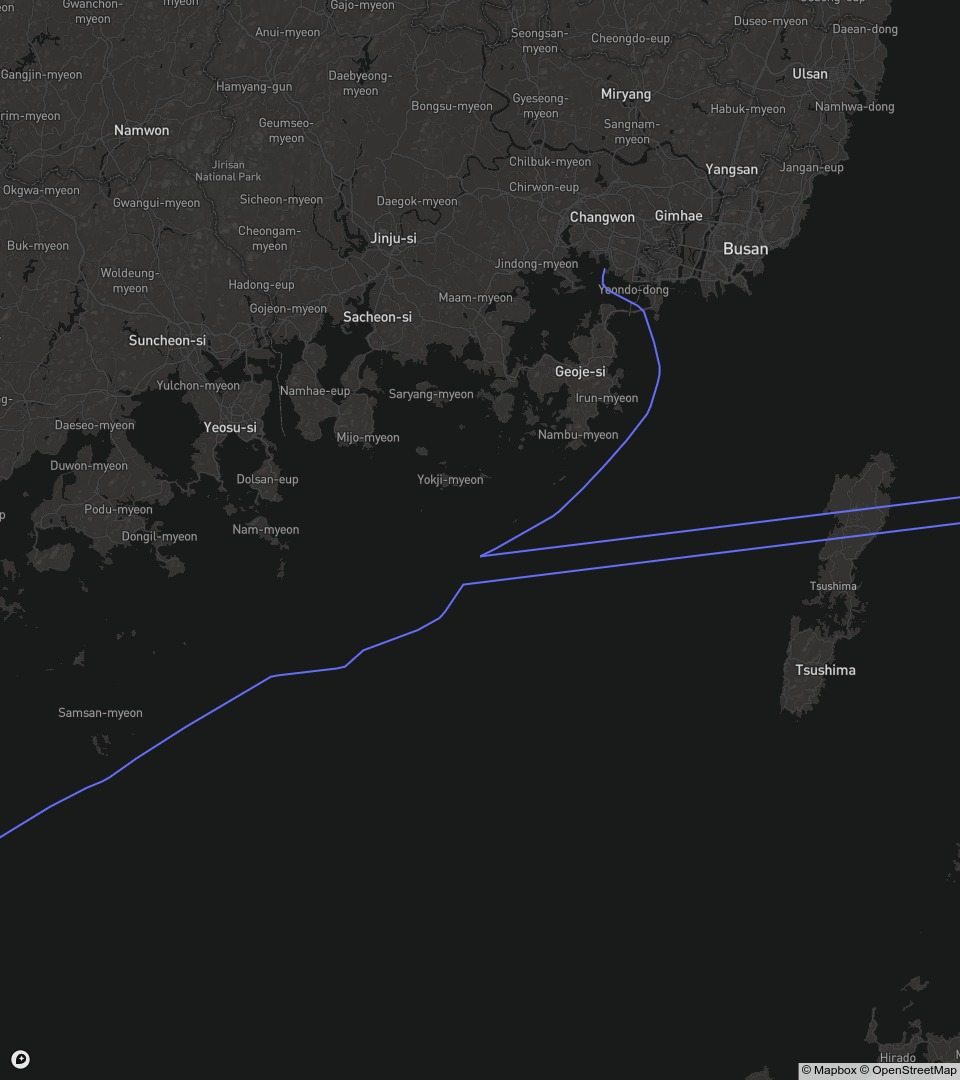 Gwanchon-
myeon
myeon
Gajo-myeon
Anui-myeon
Seongsan-
myeon
Cheongdo-eup
Duseo-myeon
Daean-dong
Gangjin-myeon
Hamyang-gun
Daebyeong-
myeon
Ulsan
rim-myeon
Namwon
Geumseo-
myeon
Bongsu-myeon
Gyeseong-
myeon
Miryang
Sangnam-
myeon
Habuk-myeon
Namhwa-dong
Jirisan
National Park
Chilbuk-myeon
Yangsan
Jangan-eup
Okgwa-myeon
Gwangui-myeon
Sicheon-myeon
Daegok-myeon
Chirwon-eup
Changwon
Gimhae
Buk-myeon
Cheongam-
myeon
Jinju-si
Busan
Woldeung-
myeon
Hadong-eup
Jindong-myeon
Yeondo-dong
Gojeon-myeon
Maam-myeon
Sacheon-si
Suncheon-si
Geoje-si
Yulchon-myeon
Namhae-eup
Saryang-myeon
Irun-myeon
ng-
Daeseo-myeon
Yeosu-si
Mijo-myeon
Nambu-myeon
Duwon-myeon
Dolsan-eup
Yokji-myeon
Podu-myeon
Dongil-myeon
Nam-myeon
Tsushima
Tsushima
Samsan-myeon
Hirado
© Mapbox © OpenStreetMap